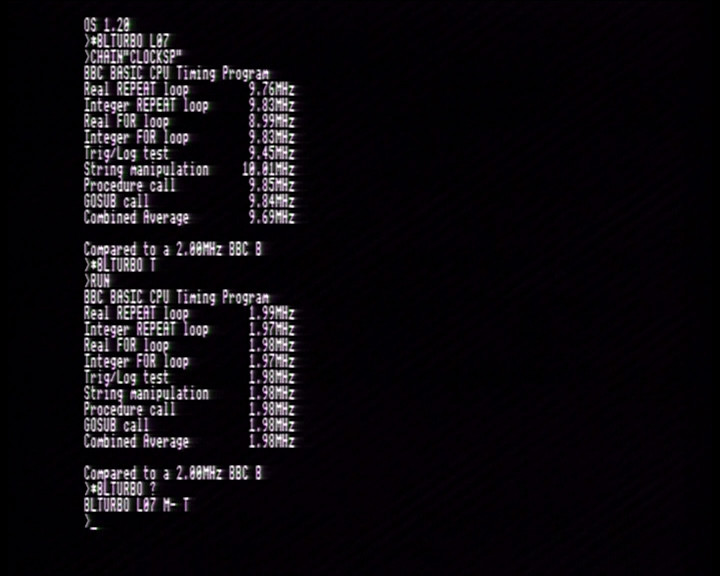 OS 1.20
>*BLTURBO L07
>CHAIN"CLOCKSP"
BBC BASIC CPU Timing Program
Real REPEAT loop 9.76MHz
Integer REPEAT loop 9.83MHz
Real FOR loop 8.99MHz
Integer FOR loop 9.83MHz
Trig/Log test 9.45MHz
String manipulation 10.01MHz
Procedure call 9.85MHz
GOSUB call 9.84MHz
Combined Average 9.69MHz
Compared to a 2.00MHz BBC B
>*BLTURBO T
>RUN
BBC BASIC CPU Timing Program
Real REPEAT loop 1.99MHz
Integer REPEAT loop 1.97MHz
Real FOR loop 1.98MHz
Integer FOR loop 1.97MHz
Trig/Log test 1.98MHz
String manipulation 1.98MHz
Procedure call 1.98MHz
GOSUB call 1.98MHz
Combined Average 1.98MHz
Compared to a 2.00MHz BBC B
>*BLTURBO ?
BLTURBO L07 M- T
>_